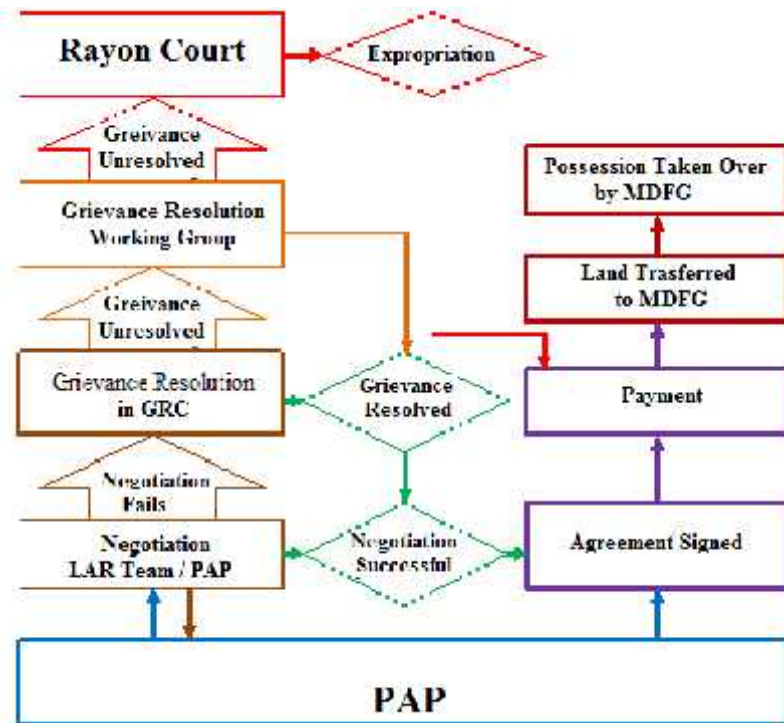 Rayon Court
Expropriation
Greivance
Unresolved
Possession Taken Over
by MDFG
Grievance Resolution
Working Group
Land Trasferred
to MDFG
Greivance
Unresolved
Grievance Resolution
in GRC
Grievance
Resolved
Payment
Negotiation
Fails
Negotiation
LAR Team / PAP
Negotiation
Successful
Agreement Signed
PAP